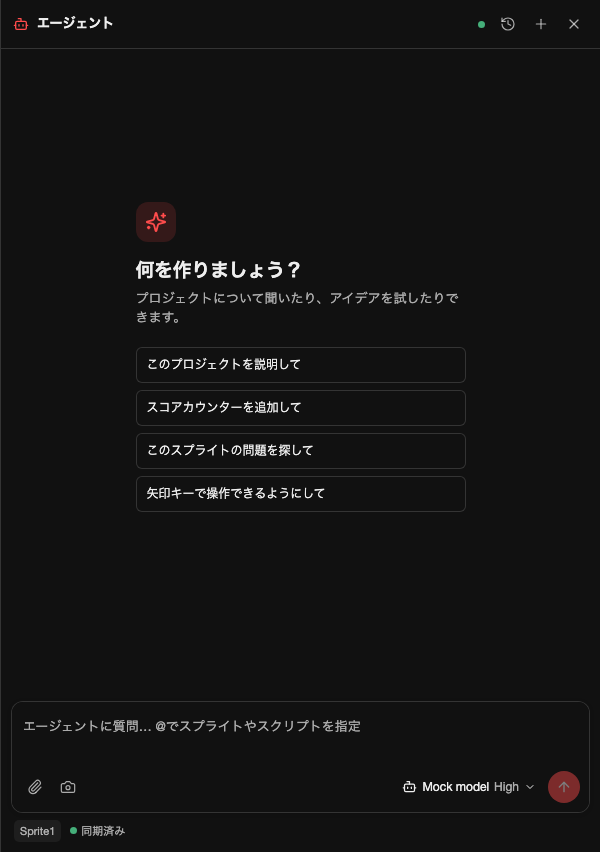 エージェント
何を作りましょう？
プロジェクトについて聞いたり、アイデアを試したりで
きます。
このプロジェクトを説明して
スコアカウンターを追加して
このスプライトの問題を探して
矢印キーで操作できるようにして
エージェントに質問... @でスプライトやスクリプトを指定
Mock model High
Sprite1 同期済み